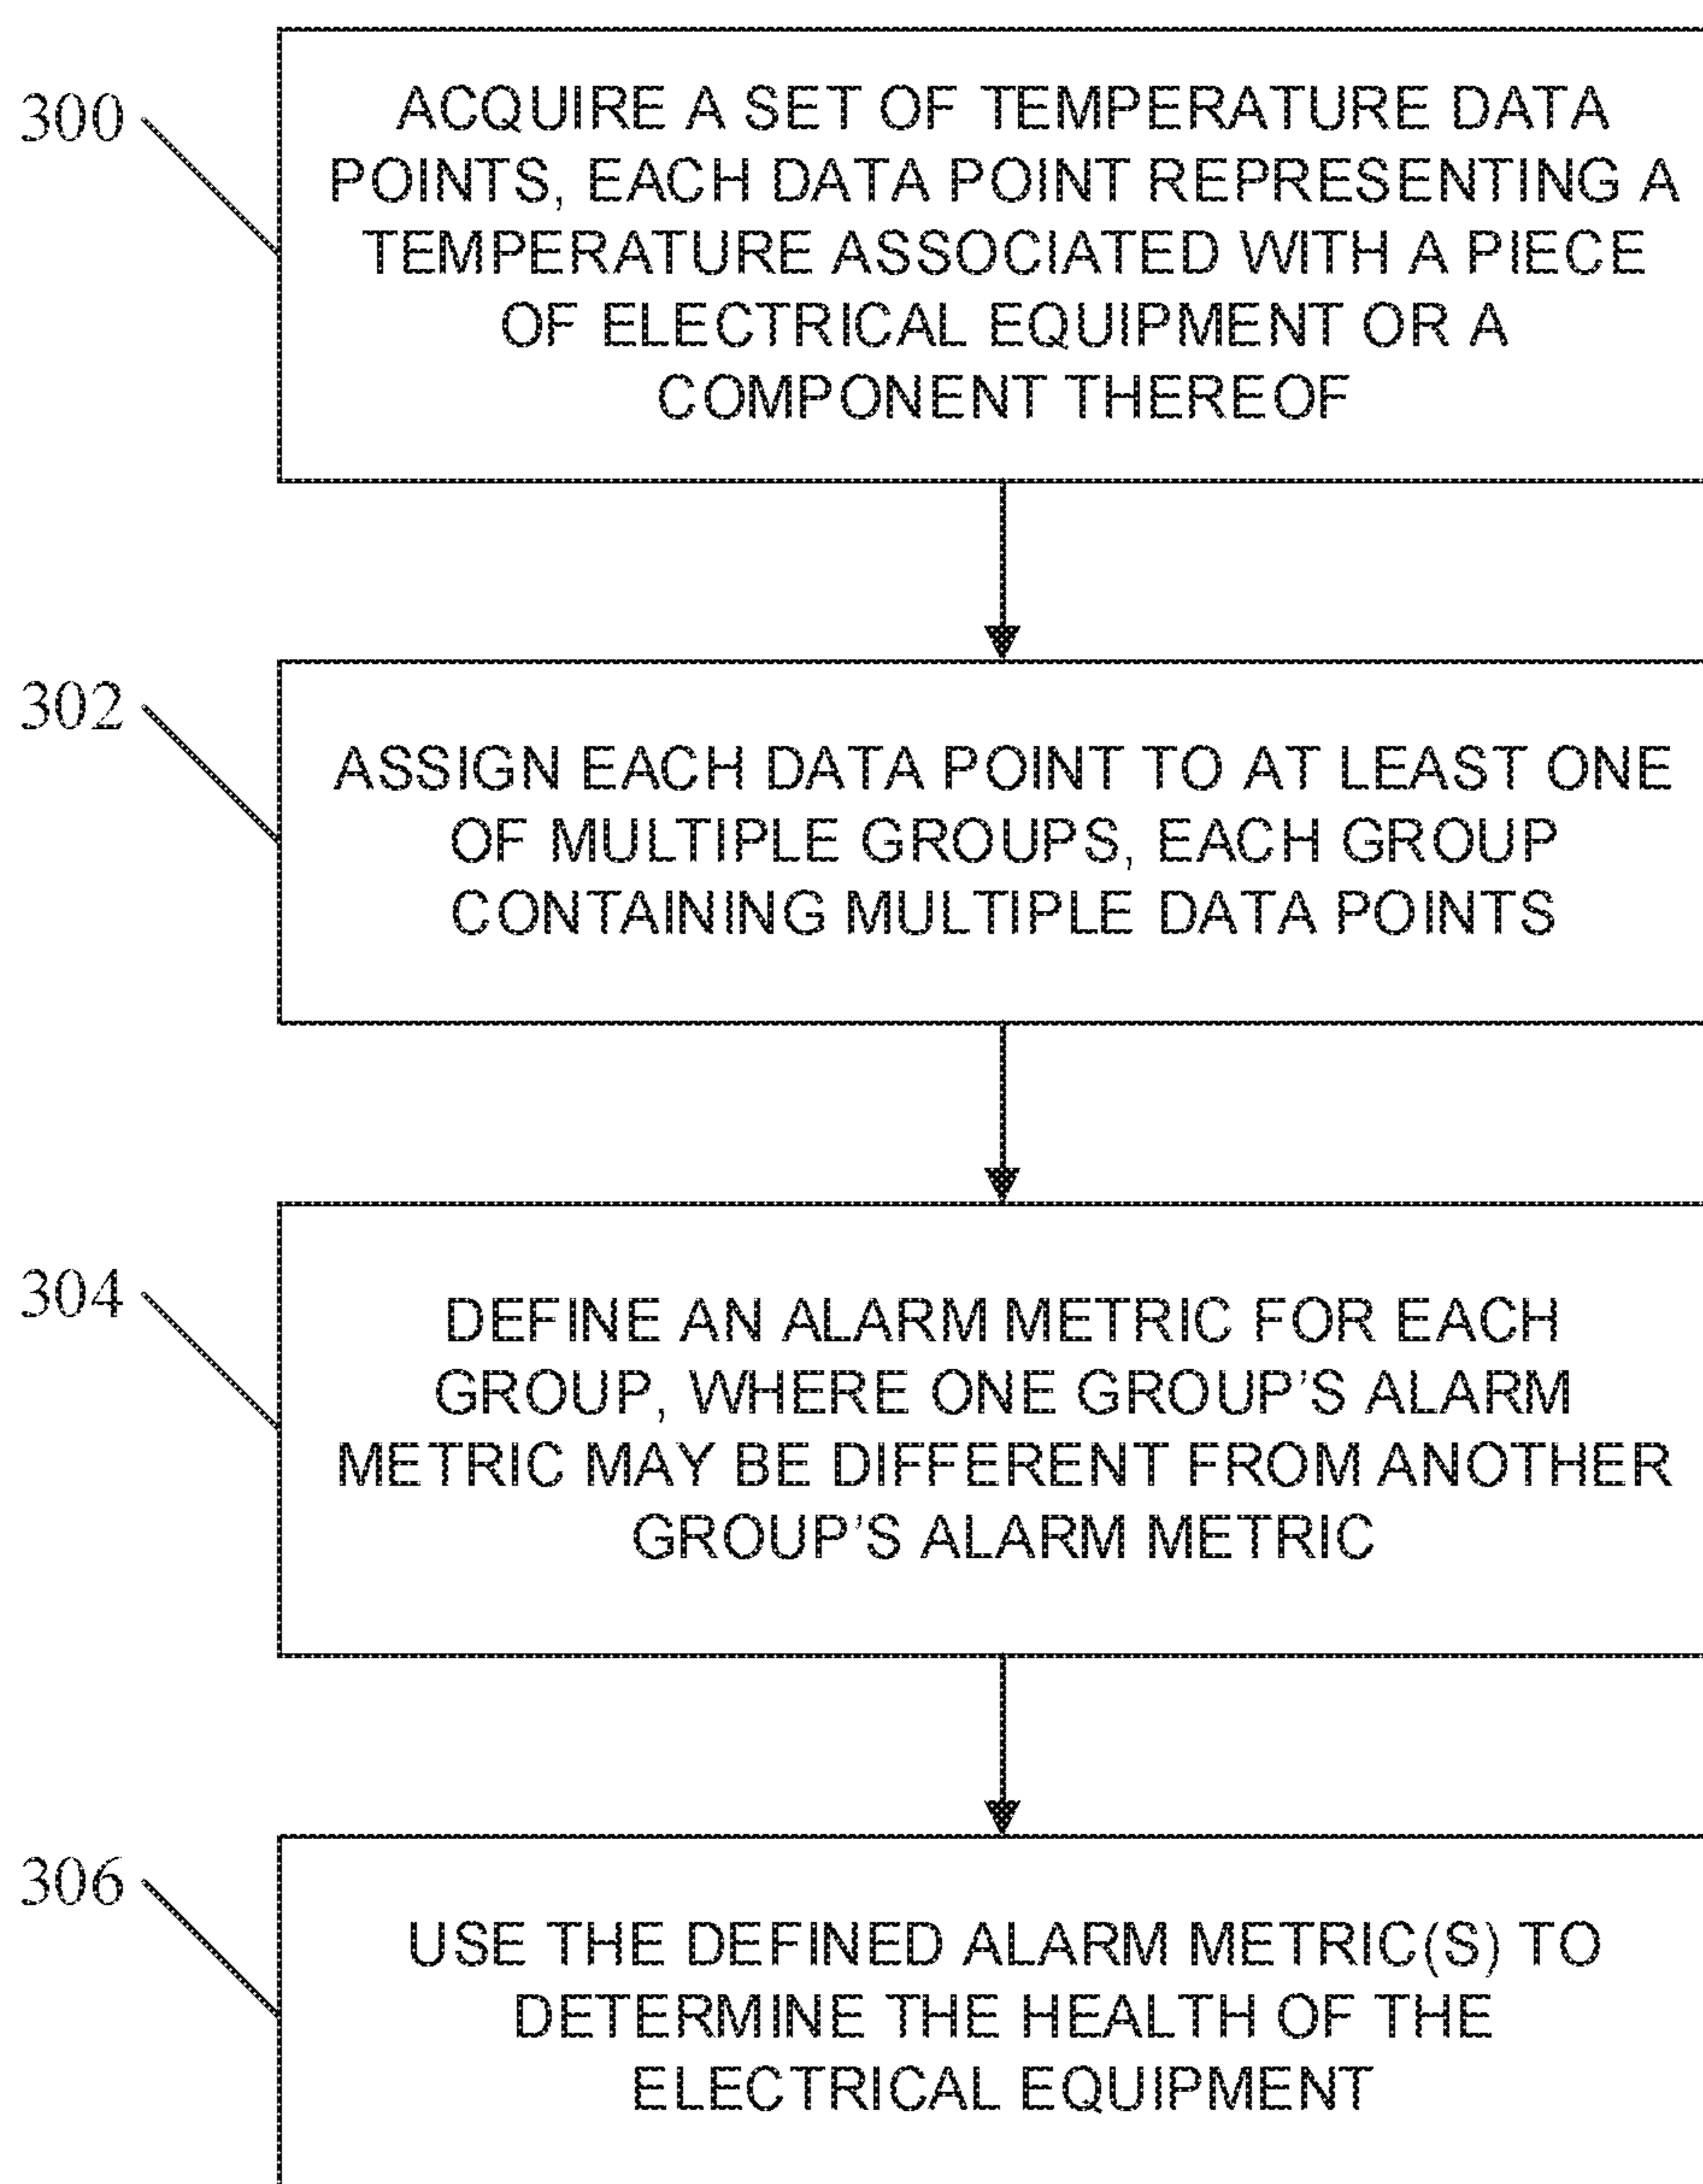 300
ACQUIRE A SET OF TEMPERATURE DATA
POINTS, EACH DATA POINT REPRESENTING A
TEMPERATURE ASSOCIATED WITH A PIECE
OF ELECTRICAL EQUIPMENT OR A
COMPONENT THEREOF
302
ASSIGN EACH DATA POINT TO AT LEAST ONE
OF MULTIPLE GROUPS, EACH GROUP
CONTAINING MULTIPLE DATA POINTS
304
DEFINE AN ALARM METRIC FOR EACH
GROUP, WHERE ONE GROUP'S ALARM
METRIC MAY BE DIFFERENT FROM ANOTHER
GROUP'S ALARM METRIC
306
USE THE DEFINED ALARM METRIC(S) TO
DETERMINE THE HEALTH OF THE
ELECTRICAL EQUIPMENT